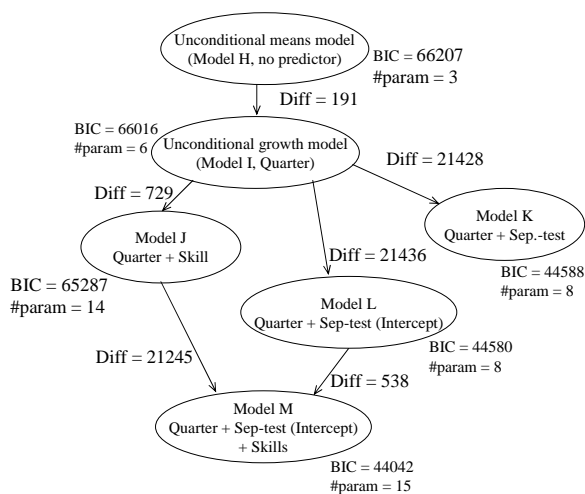 Unconditional means model
(Model H, no predictor)
BIC = 66207
#param = 3
Diff = 191
BIC = 66016
#param = 6
Unconditional growth model
(Model I, Quarter)
Diff = 21428
Diff = 729
Model J
Quarter + Skill
Model K
Quarter + Sep.-test
Diff = 21436
BIC = 65287
#param = 14
BIC = 44588
#param = 8
Model L
Quarter + Sep-test (Intercept)
BIC = 44580
#param = 8
Diff = 21245
Diff = 538
Model M
Quarter + Sep-test (Intercept)
+ Skills
BIC = 44042
#param = 15